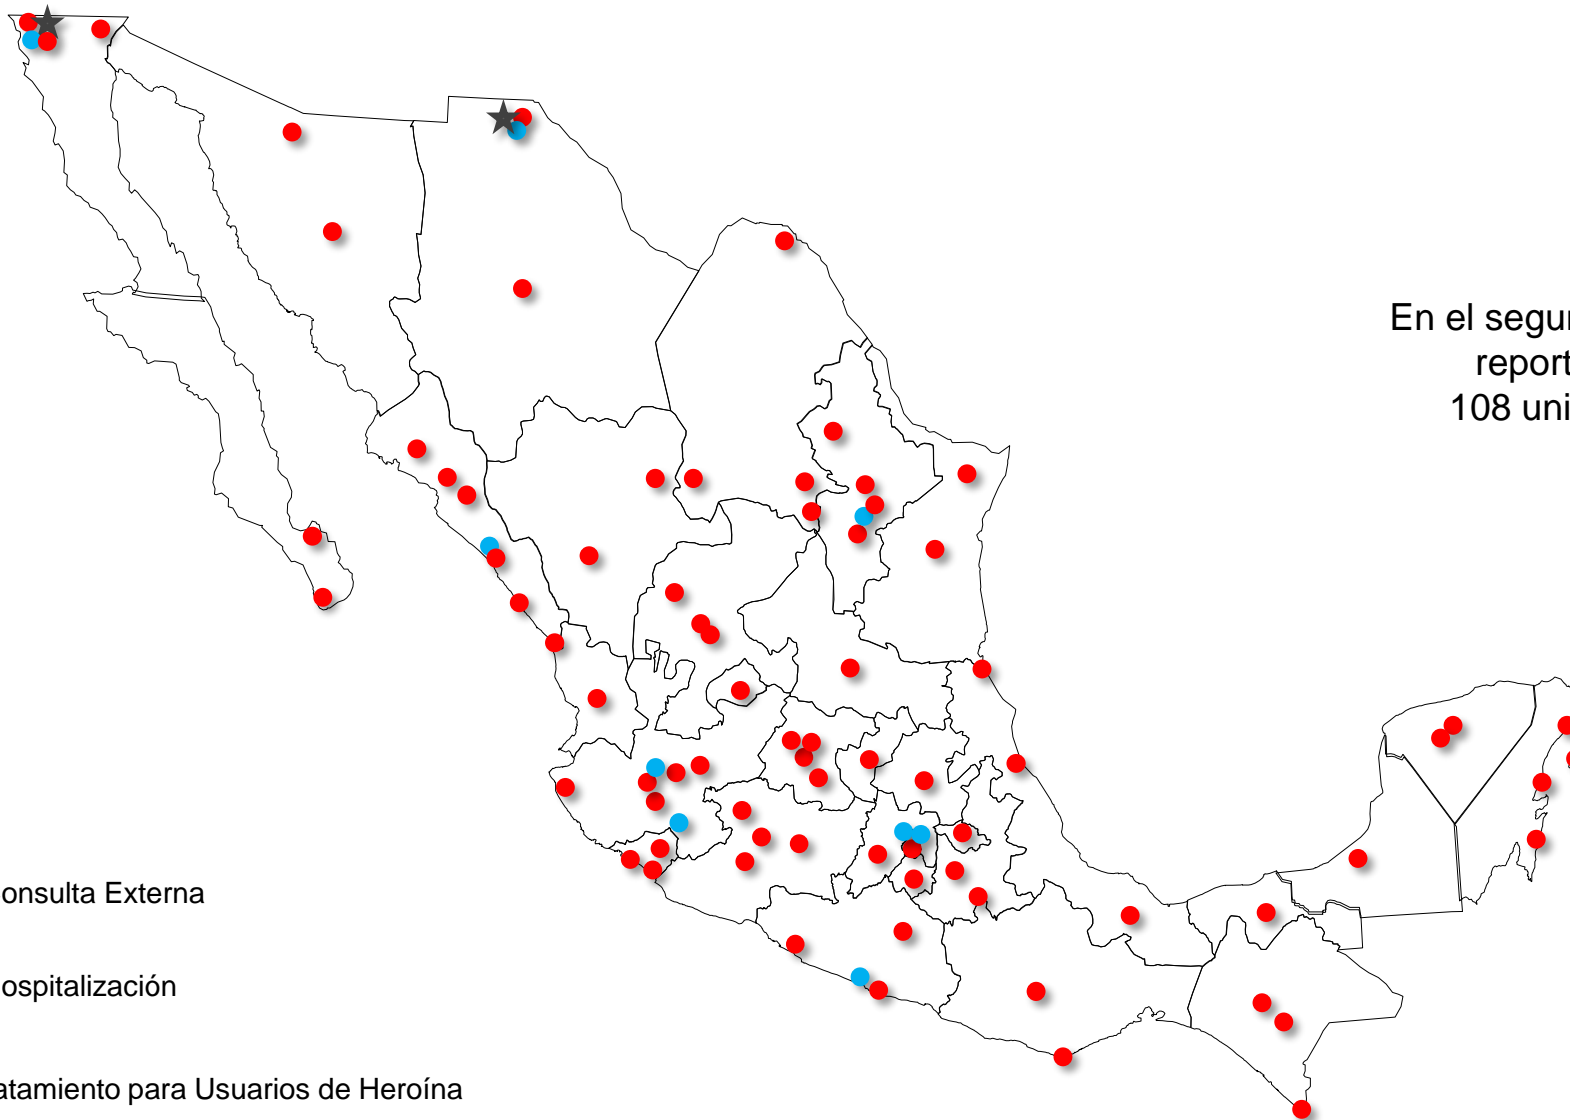 En el segur
report
108 uni
onsulta Externa
ospitalización
atamiento para Usuarios de Heroína